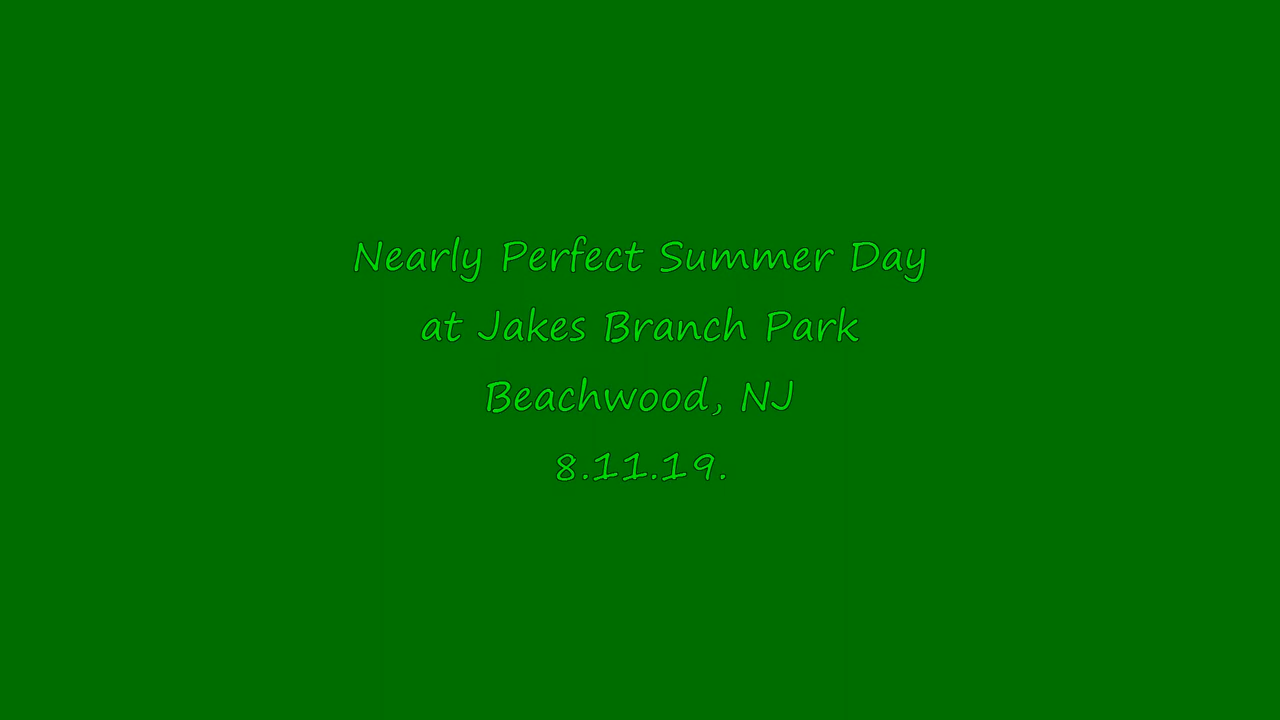 Nearly Perfect Summer Day
at Jakes Branch Park
Beachwood, NJ
8.11.19.